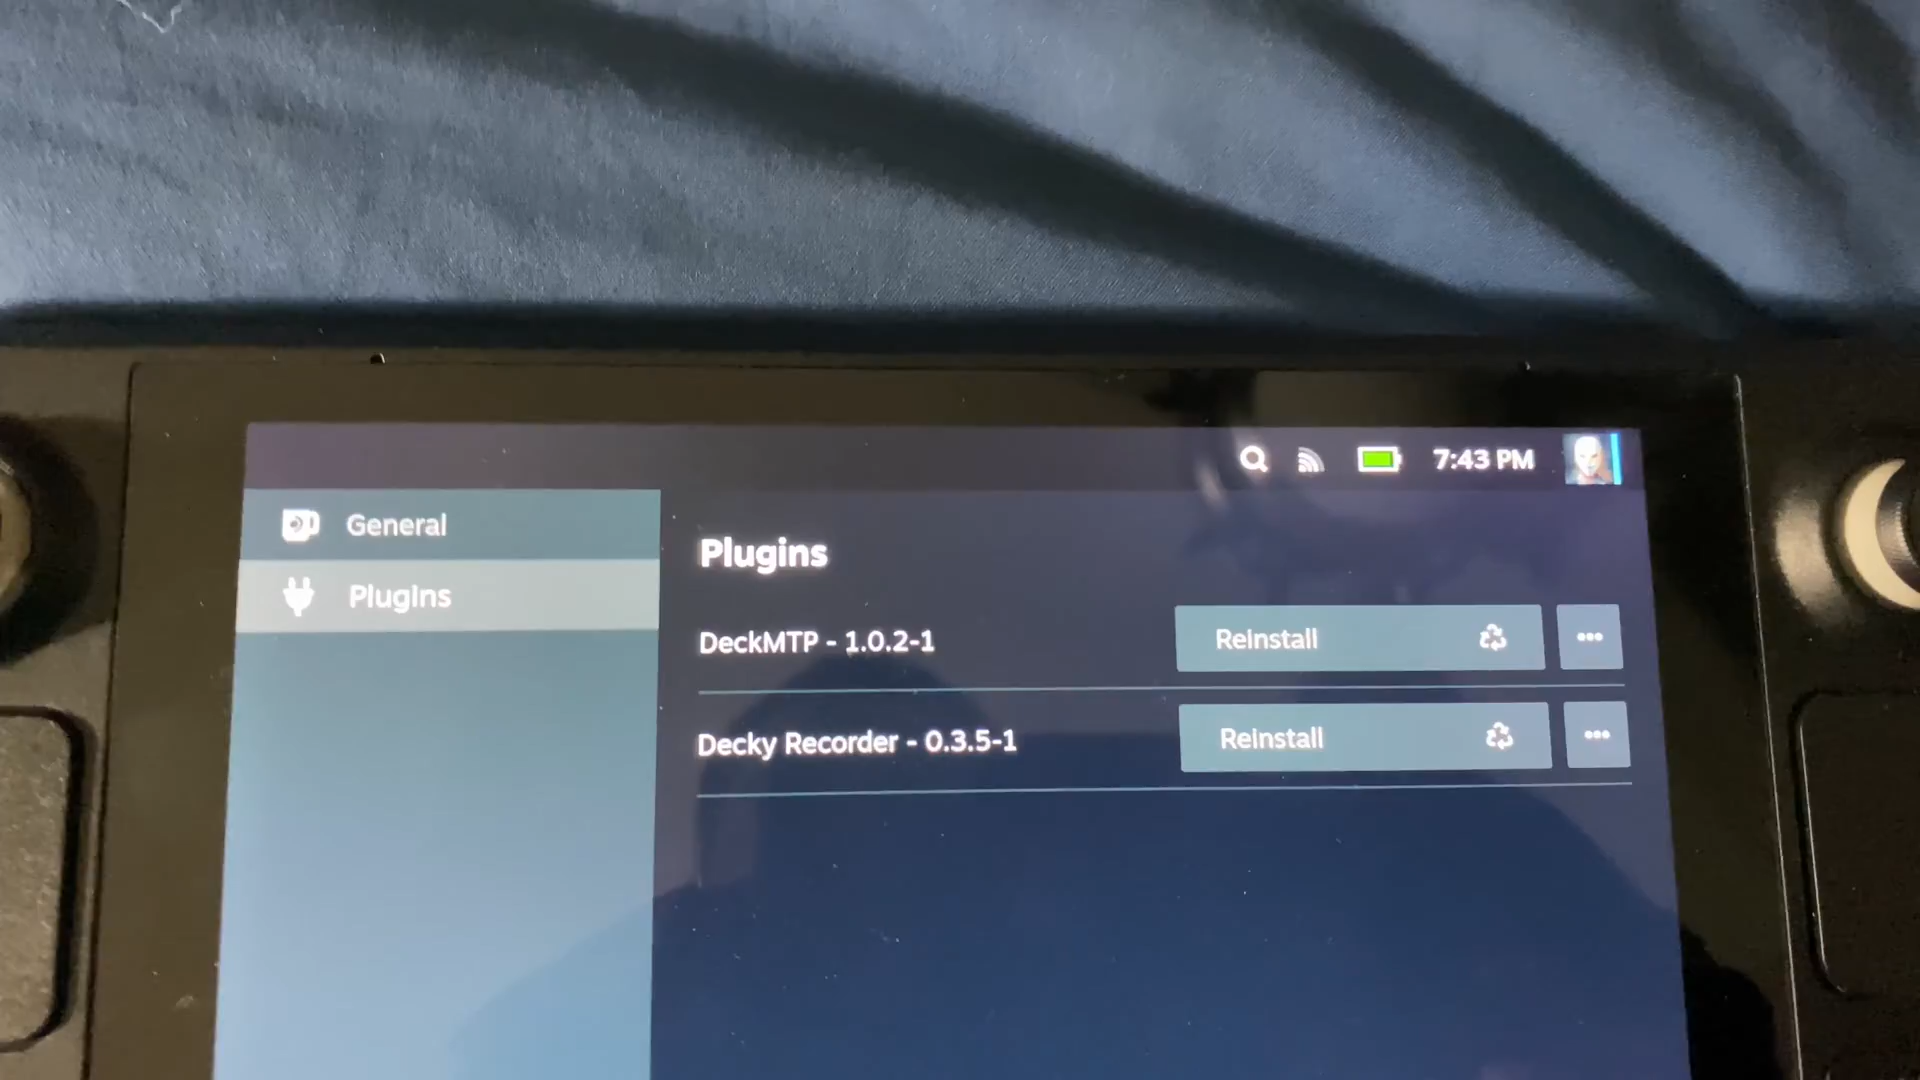 7:43 PM
General
Plugins
Plugins
DeckMTP - 1.0.2-1
Reinstall
Decky Recorder - 0.3.5-1
Reinstall